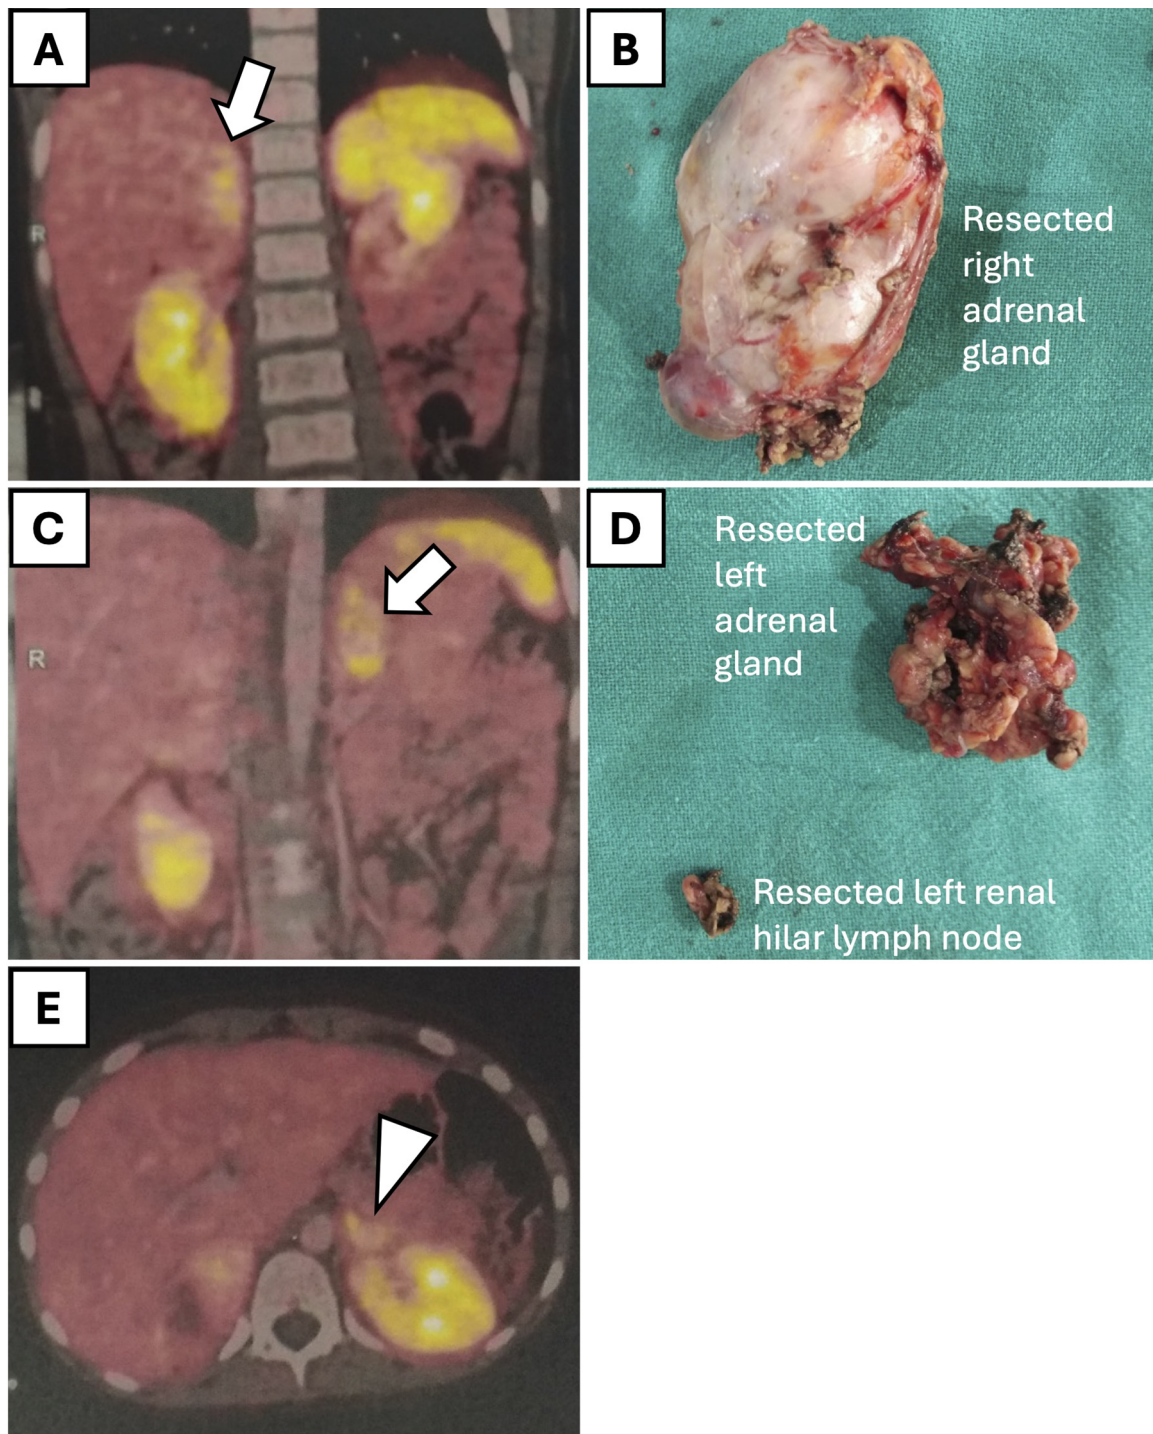 A
R
B
Resected
right
adrenal
gland
C
R
D
Resected
left
adrenal
gland
Resected left renal
hilar lymph node
E